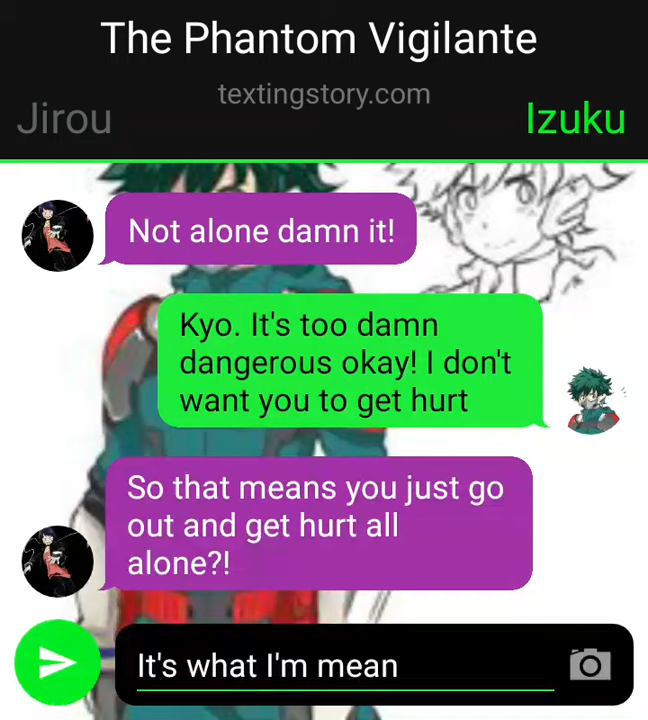 The Phantom Vigilante
textingstory.com
Jirou
Izuku
Not alone damn it!
Kyo. It's too damn
dangerous okay! I don't
want you to get hurt
So that means you just go
out and get hurt all
alone?!
It's what I'm mean